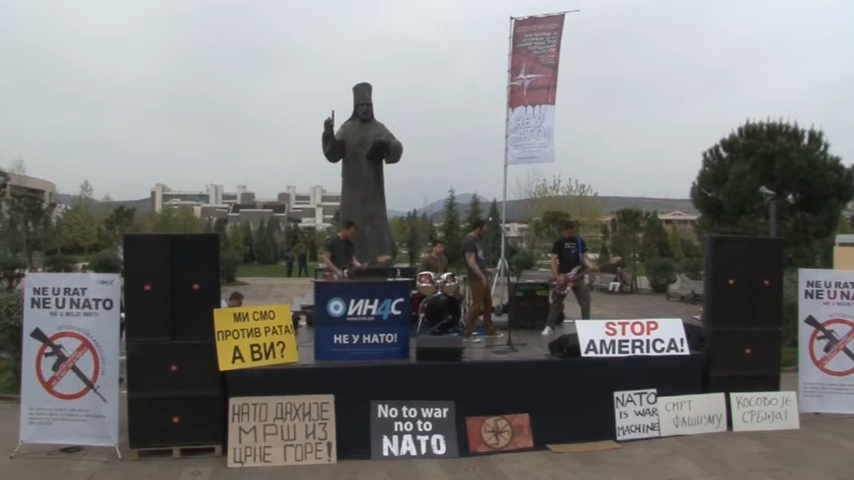 NE U RAT
NE U NATO
НЕ У
НАТО!
МИ СМО
ПРОТИВ РАТА!
А ВИ?
ИН4С
НЕ У НАТО!
STOP
AMERICA!
NE U RAT
NE U NATO
НАТО ДАХИЈЕ
МРШ ИЗ
ЦРНЕ ГОРЕ!
No to war
no to
NATO
NATO
IS WAR
MACHINE
СМРТ ФАШИЗМУ
КОСОВО ЈЕ
СРБИЈА!